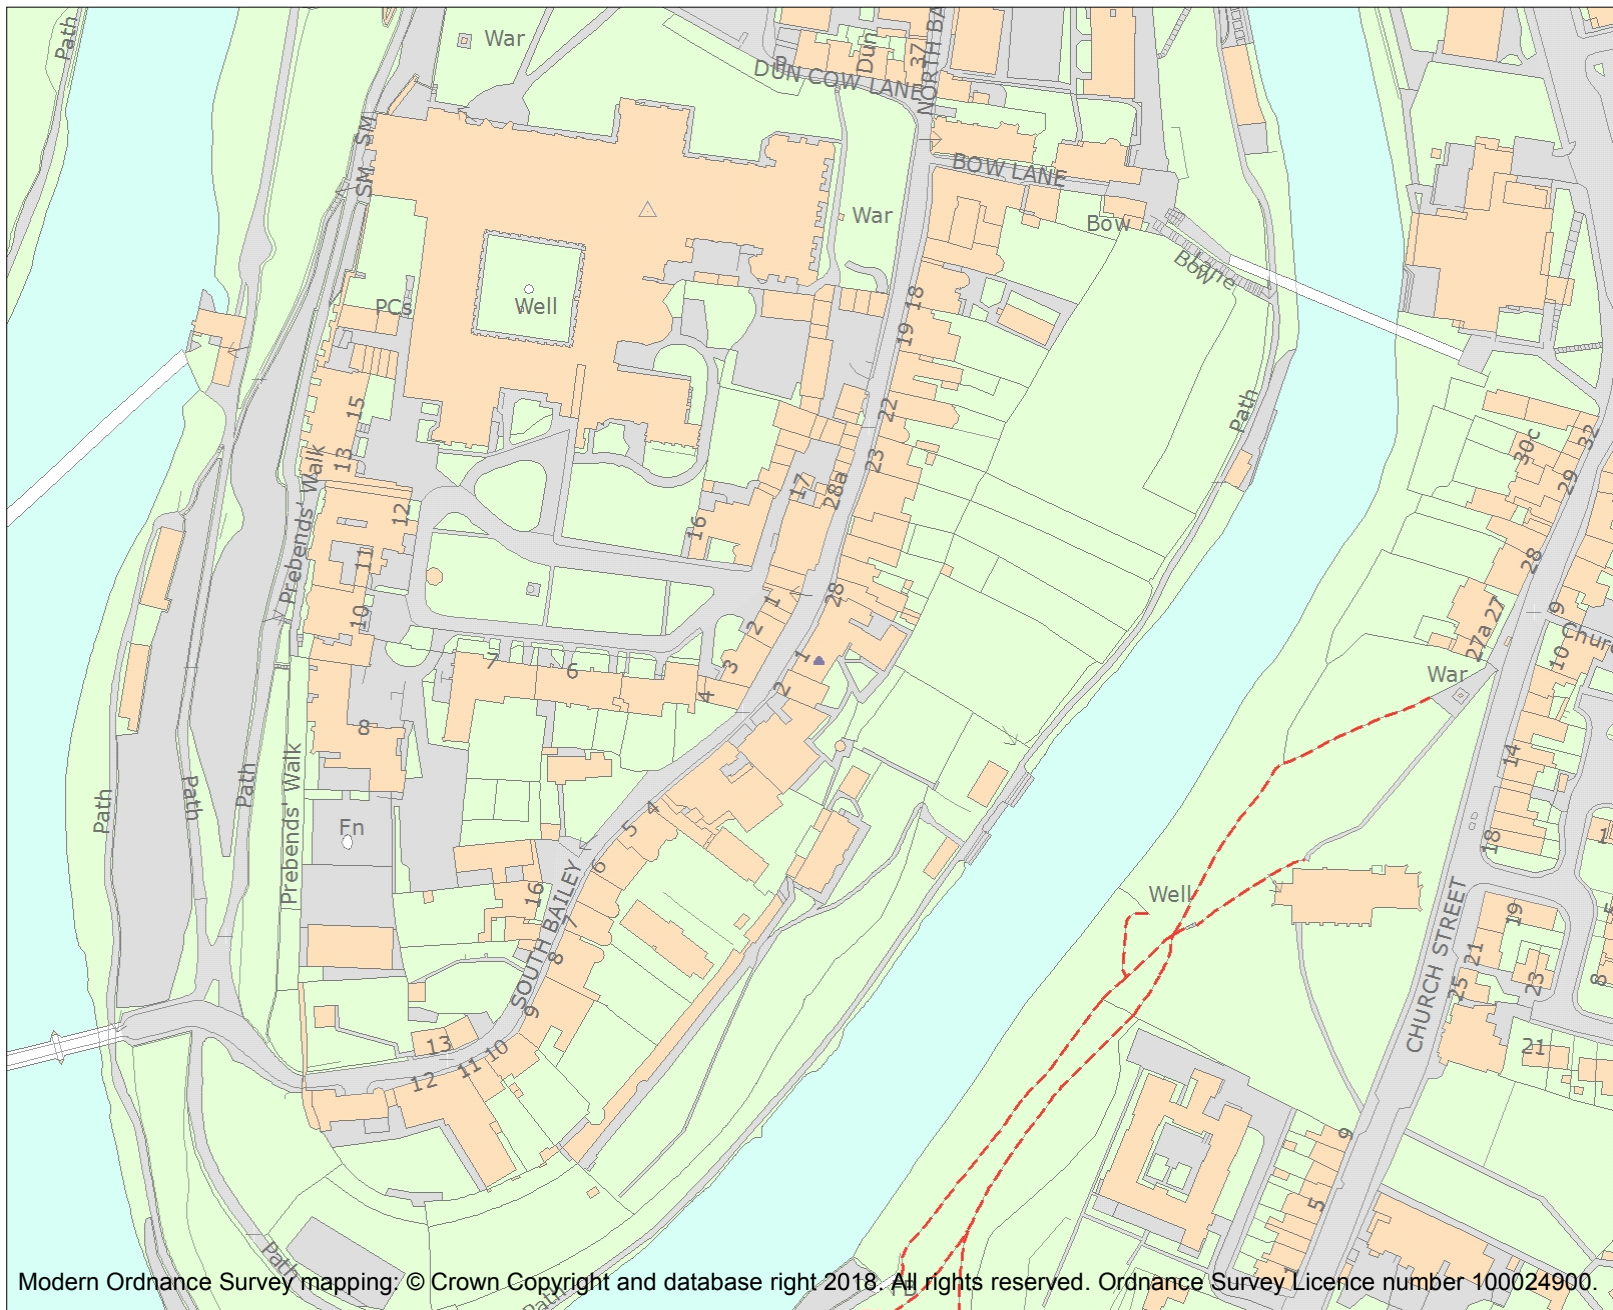 Path
War
Dun
37
DUN COW LANE
NORTH BA
SM
SM
BOW LANE
War
Bow
Bow
Lane
PCs
Well
18
19
15
22
13
23
Path
30c
32
29
Prebends' Walk
12
17
28a
16
11
28
10
1
28
9
27
27a
Chur
10
2
7
6
3
1
4
2
War
8
14
Path
Path
Path
Prebends' Walk
Fn
4
5
18
1
6
16
Well
SOUTH BAILEY
7
CHURCH STREET
19
8
21
23
25
8
9
13
10
11
12
21
9
5
Path
Path
1
FB
Modern Ordnance Survey mapping: © Crown Copyright and database right 2018. All rights reserved. Ordnance Survey Licence number 100024900.